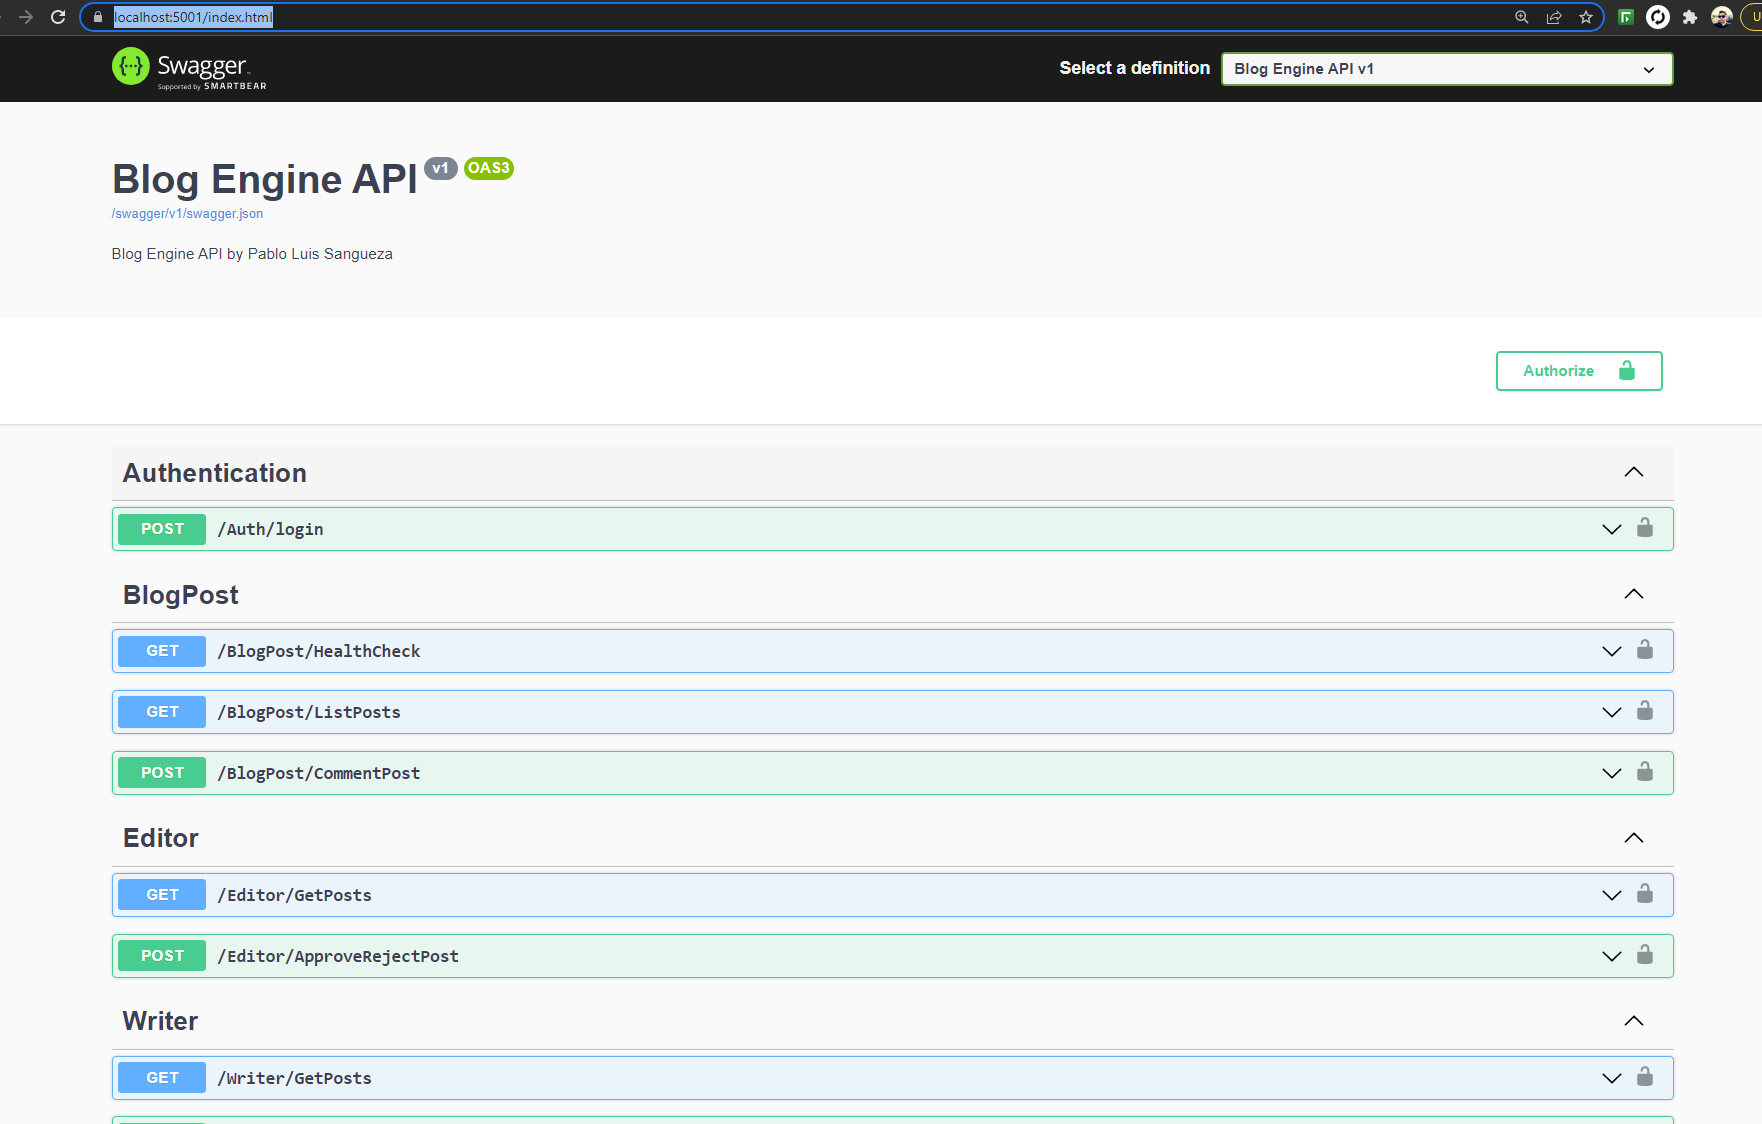 localhost:5001/index.html
U
Swagger
Supported by SMARTBEAR
Select a definition
Blog Engine API v1
Blog Engine API v1 OAS3
/swagger/v1/swagger.json
Blog Engine API by Pablo Luis Sangueza
Authorize
Authentication
POST /Auth/login
BlogPost
GET /BlogPost/HealthCheck
GET /BlogPost/ListPosts
POST /BlogPost/CommentPost
Editor
GET /Editor/GetPosts
POST /Editor/ApproveRejectPost
Writer
GET /Writer/GetPosts